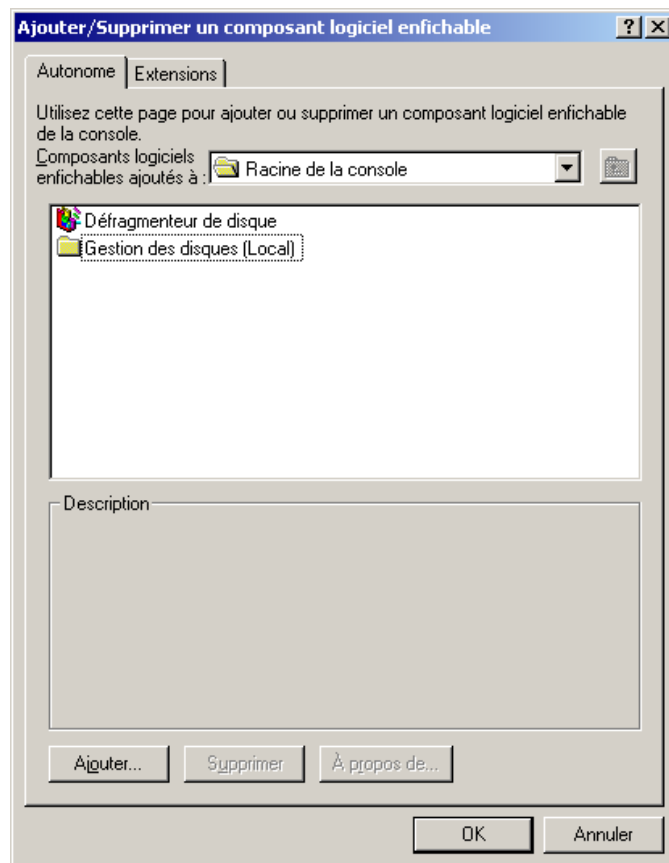 Ajouter/Supprimer un composant logiciel enfichable
Autonome
Extensions
Utilisez cette page pour ajouter ou supprimer un composant logiciel enfichable
de la console.
Composants logiciels
enfichables ajoutés à :
Racine de la console
Défragmenteur de disque
Gestion des disques (Local)
Description
Ajouter...
Supprimer
À propos de...
OK
Annuler